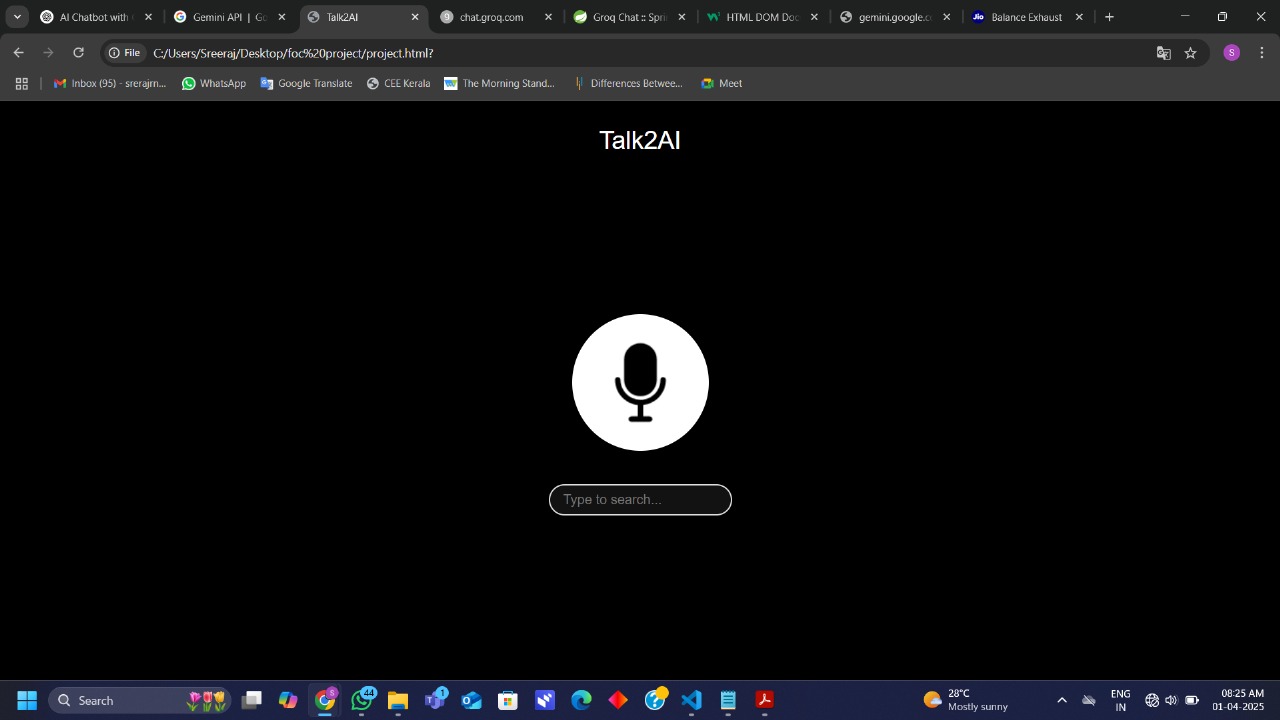 AI Chatbot with
Gemini API | Go
Talk2AI
chat.groq.com
Groq Chat :: Spri
HTML DOM Doc
gemini.google.c
Balance Exhaust
File
C:/Users/Sreeraj/Desktop/foc%20project/project.html?
S
Inbox (95) - srerajrn...
WhatsApp
Google Translate
CEE Kerala
The Morning Stand...
Differences Betwee...
Meet
Talk2AI
Type to search...
Search
44
1
28°C
Mostly sunny
ENG
IN
08:25 AM
01-04-2025